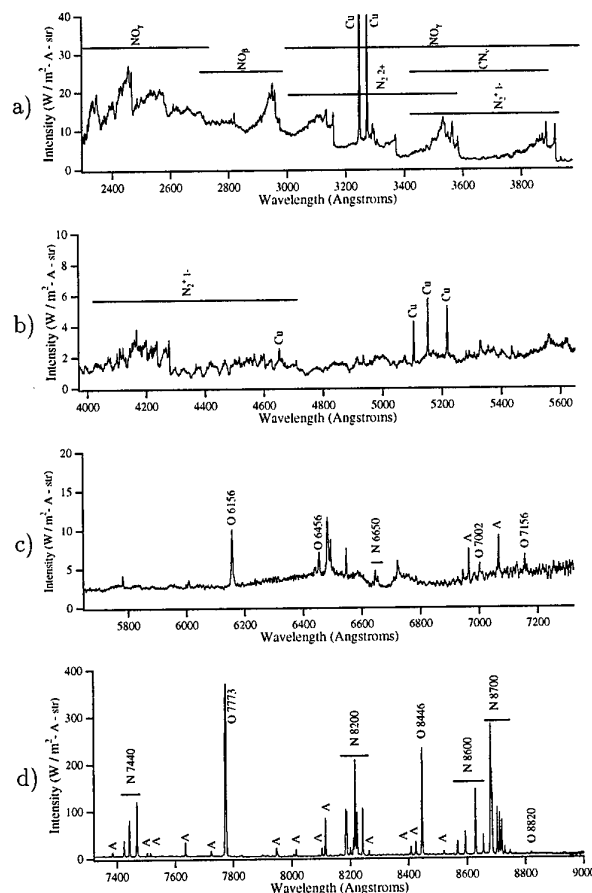 a)
Intensity (W / m²- A - str)
40
30
20
10
0
NOγ
NOβ
Cu
Cu
NOγ
N₂ 2+
CNᵥ
N₂⁺ 1-
2400 2600 2800 3000 3200 3400 3600 3800
Wavelength (Angstroms)
b)
Intensity (W / m²- A - str)
10
8
6
4
2
0
N₂⁺ 1-
Cu
Cu
Cu
Cu
4000 4200 4400 4600 4800 5000 5200 5400 5600
Wavelength (Angstroms)
c)
Intensity (W / m²- A - str)
20
15
10
5
0
O 6156
O 6456
N 6650
A
O 7002
A
O 7156
5800 6000 6200 6400 6600 6800 7000 7200
Wavelength (Angstroms)
d)
Intensity (W / m²- A - str)
400
300
200
100
0
A
N 7440
A
A
A
A
O 7773
A
A
A
A
N 8200
A
A
A
O 8446
A
N 8600
N 8700
O 8820
7400 7600 7800 8000 8200 8400 8600 8800 9000
Wavelength (Angstroms)